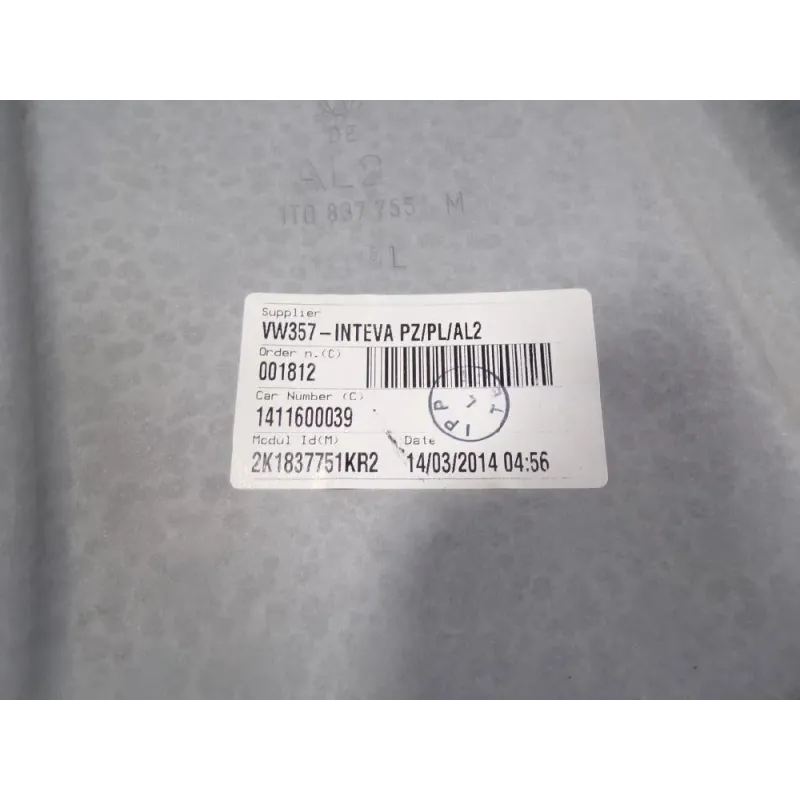 DE
AL2
1T0 837 755 M
L
Supplier
VW357-INTEVA PZ/PL/AL2
Order n.(C)
001812
Car Number (C)
1411600039
Modul Id(M) Date
2K1837751KR2 14/03/2014 04:56